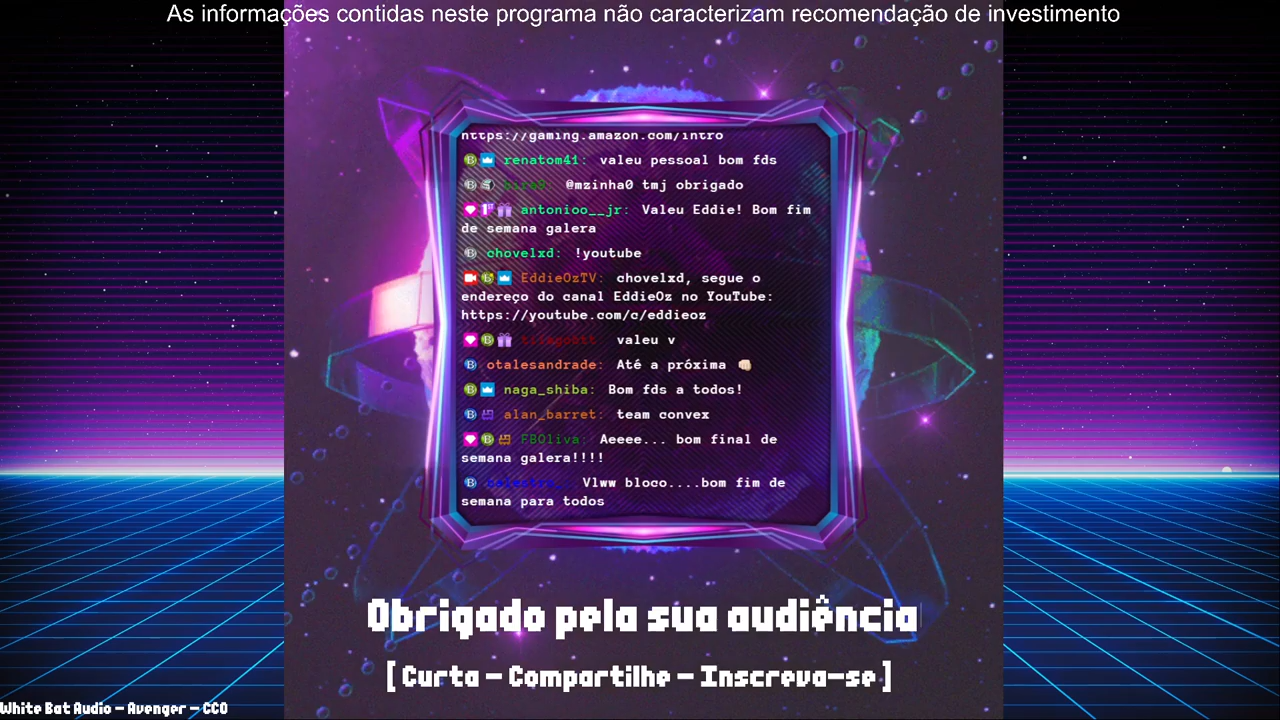 As informações contidas neste programa não caracterizam recomendação de investimento
https://gaming.amazon.com/intro
renatom41: valeu pessoal bom fds
@mzinha0 tmj obrigado
antonioo__jr: Valeu Eddie! Bom fim
de semana galera
chovelxd: !youtube
EddieOzTV: chovelxd, segue o
endereço do canal EddieOz no YouTube:
https://youtube.com/c/eddieoz
valeu v
otalesandrade: Até a próxima 👊🏻
naga_shiba: Bom fds a todos!
alan_barret: team convex
FBOliva: Aeeee... bom final de
semana galera!!!!
Vlww bloco....bom fim de
semana para todos
Obrigado pela sua audiência
[ Curta - Compartilhe - Inscreva-se ]
White Bat Audio - Avenger - CC0